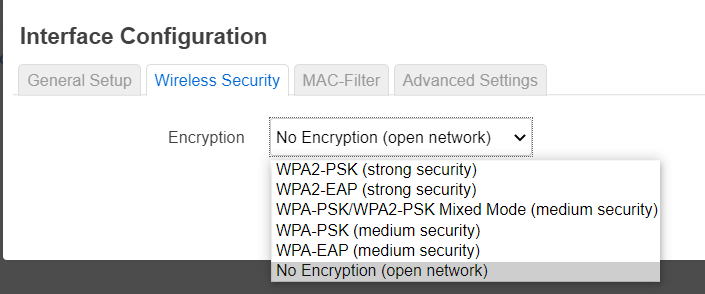 Interface Configuration
General Setup Wireless Security MAC-Filter Advanced Settings
Encryption No Encryption (open network)
WPA2-PSK (strong security)
WPA2-EAP (strong security)
WPA-PSK/WPA2-PSK Mixed Mode (medium security)
WPA-PSK (medium security)
WPA-EAP (medium security)
No Encryption (open network)